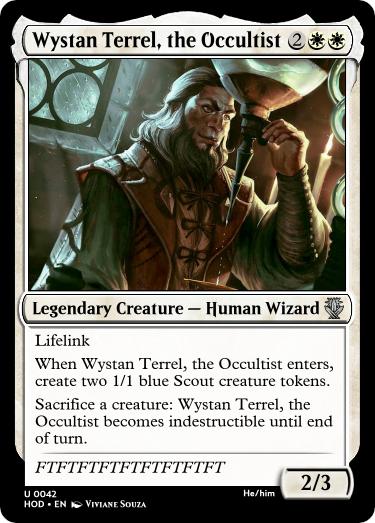 Wystan Terrel, the Occultist 2
Legendary Creature — Human Wizard
Lifelink
When Wystan Terrel, the Occultist enters,
create two 1/1 blue Scout creature tokens.
Sacrifice a creature: Wystan Terrel, the
Occultist becomes indestructible until end
of turn.
FTFTFTFTFTFTFTFTFT
2/3
U 0042
He/him
HOD • EN Viviane Souza